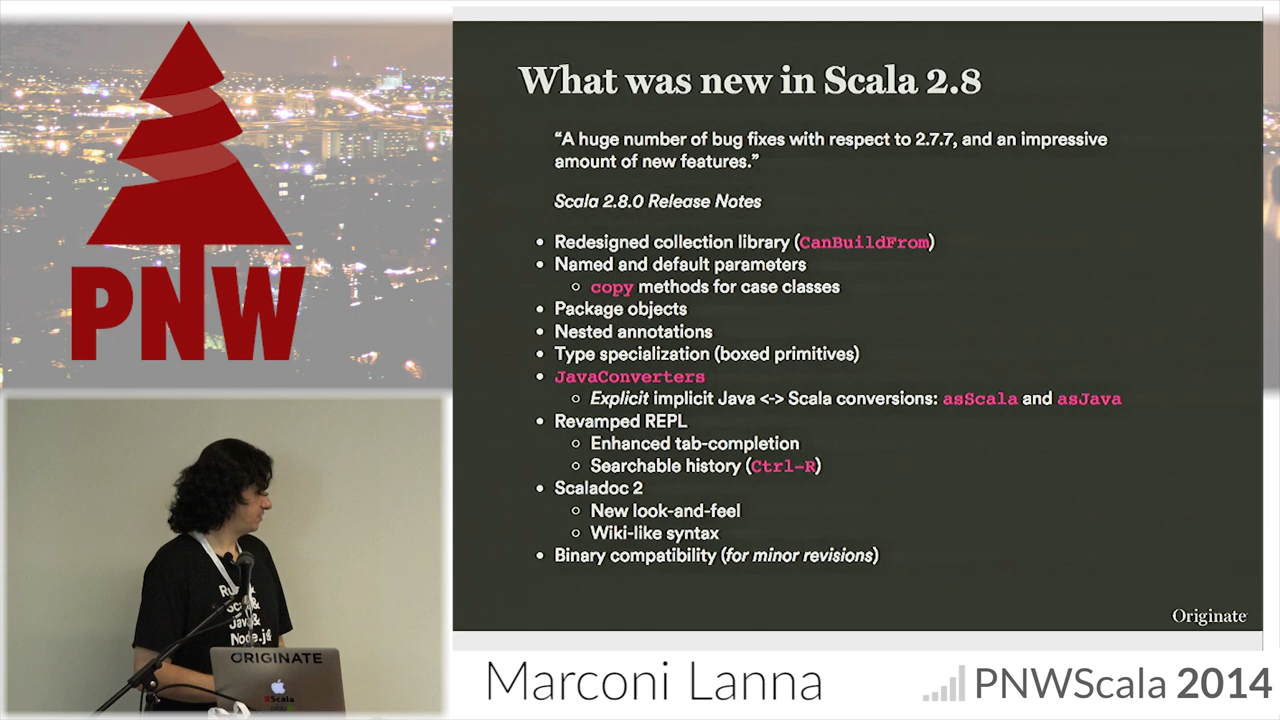 PNW
What was new in Scala 2.8
“A huge number of bug fixes with respect to 2.7.7, and an impressive
amount of new features.”
Scala 2.8.0 Release Notes
• Redesigned collection library (CanBuildFrom)
• Named and default parameters
○ copy methods for case classes
• Package objects
• Nested annotations
• Type specialization (boxed primitives)
• JavaConverters
○ Explicit implicit Java <-> Scala conversions: asScala and asJava
• Revamped REPL
○ Enhanced tab-completion
○ Searchable history (Ctrl-R)
• Scaladoc 2
○ New look-and-feel
○ Wiki-like syntax
• Binary compatibility (for minor revisions)
Originate
Node.j
ORIGINATE
Scala
Marconi Lanna
PNWScala 2014